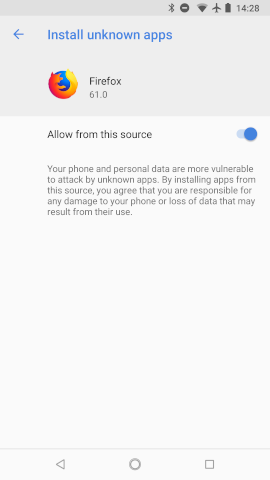 14:28
Install unknown apps
Firefox
61.0
Allow from this source
Your phone and personal data are more vulnerable
to attack by unknown apps. By installing apps from
this source, you agree that you are responsible for
any damage to your phone or loss of data that may
result from their use.